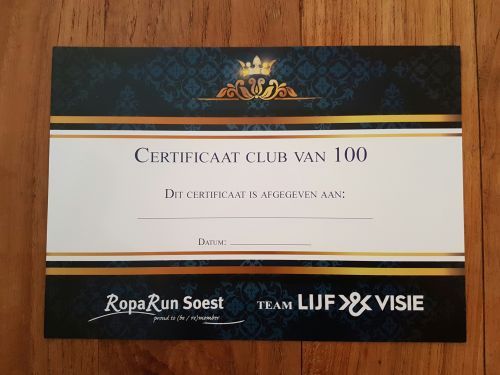 CERTIFICAAT CLUB VAN 100
DIT CERTIFICAAT IS AFGEGEVEN AAN:
DATUM:
RopaRun Soest
proud to (be / re)member
TEAM LIJF & VISIE